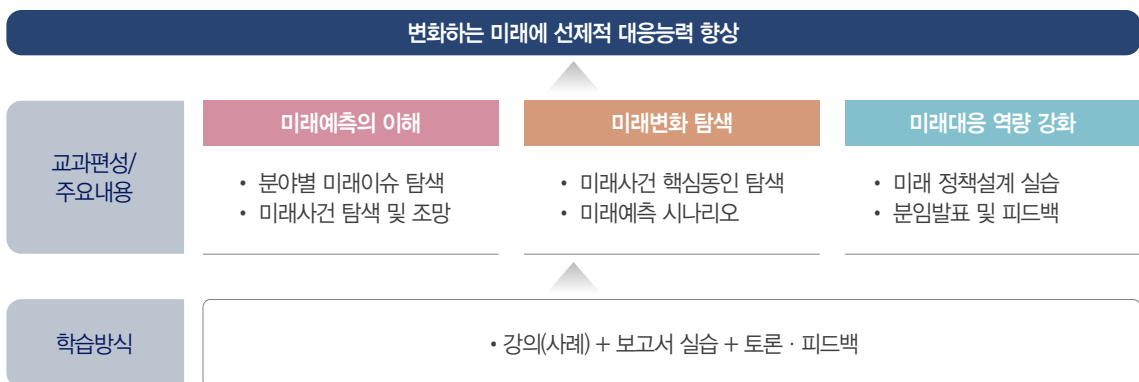 변화하는 미래에 선제적 대응능력 향상
교과편성/
주요내용
미래예측의 이해
• 분야별 미래이슈 탐색
• 미래사건 탐색 및 조망
미래변화 탐색
• 미래사건 핵심동인 탐색
• 미래예측 시나리오
미래대응 역량 강화
• 미래 정책설계 실습
• 분임발표 및 피드백
학습방식
• 강의(사례) + 보고서 실습 + 토론 · 피드백